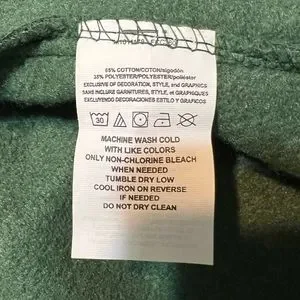 55% COTTON/COTON/algodón
35% POLYESTER/POLYESTER/poliéster
EXCLUSIVE OF DECORATION, STYLE, and GRAPHICS
SANS INCLURE GARNITURES, STYLE, et GRAPHIQUES
EXCLUYENDO DECORACIONES ESTILO Y GRAFICOS
30
MACHINE WASH COLD
WITH LIKE COLORS
ONLY NON-CHLORINE BLEACH
WHEN NEEDED
TUMBLE DRY LOW
COOL IRON ON REVERSE
IF NEEDED
DO NOT DRY CLEAN